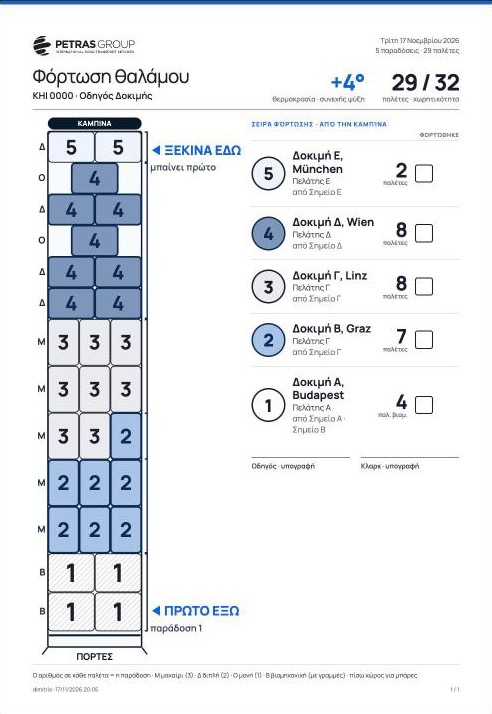 PETRAS GROUP
INTERNATIONAL ROAD TRANSPORT SERVICES
Τρίτη 17 Νοεμβρίου 2026
5 παραδόσεις · 29 παλέτες
Φόρτωση θαλάμου
ΚΗΙ 0000 · Οδηγός Δοκιμής
+4°
θερμοκρασία · συνεχής ψύξη
29 / 32
παλέτες · χωρητικότητα
ΚΑΜΠΙΝΑ
Δ 5 5
Ο 4
Δ 4 4
Ο 4
Δ 4 4
Δ 4 4
Μ 3 3 3
Μ 3 3 3
Μ 3 3 2
Μ 2 2 2
Μ 2 2 2
Β 1 1
Β 1 1
ΠΟΡΤΕΣ
◀ ΞΕΚΙΝΑ ΕΔΩ
μπαίνει πρώτο
◀ ΠΡΩΤΟ ΕΞΩ
παράδοση 1
ΣΕΙΡΑ ΦΟΡΤΩΣΗΣ · ΑΠΟ ΤΗΝ ΚΑΜΠΙΝΑ
ΦΟΡΤΩΘΗΚΕ
5
Δοκιμή Ε,
München
Πελάτης Ε
από Σημείο Ε
2
παλέτες
4
Δοκιμή Δ, Wien
Πελάτης Δ
από Σημείο Δ
8
παλέτες
3
Δοκιμή Γ, Linz
Πελάτης Γ
από Σημείο Γ
8
παλέτες
2
Δοκιμή Β, Graz
Πελάτης Γ
από Σημείο Γ
7
παλέτες
1
Δοκιμή Α,
Budapest
Πελάτης Α
από Σημείο Α ·
Σημείο Β
4
παλ. βιομ.
Οδηγός · υπογραφή
Κλαρκ · υπογραφή
Ο αριθμός σε κάθε παλέτα = η παράδοση · Μ μαχαίρι (3) · Δ διπλή (2) · Ο μονή (1) · Β βιομηχανική (με γραμμές) · πίσω χώρος για μπάρες
dimitris · 17/11/2026 20:05
1 / 1